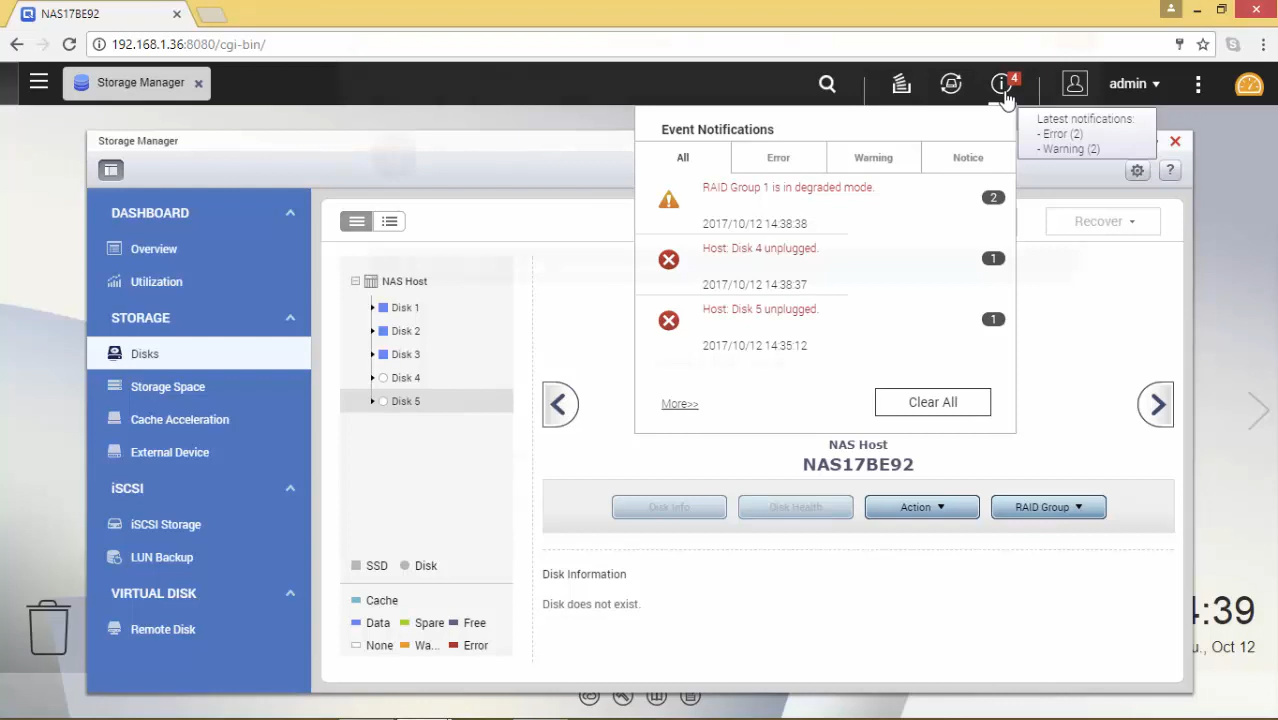 NAS17BE92
192.168.1.36:8080/cgi-bin/
Storage Manager
4
admin
Latest notifications:
- Error (2)
- Warning (2)
Storage Manager
Event Notifications
All
Error
Warning
Notice
RAID Group 1 is in degraded mode.
2
2017/10/12 14:38:38
Host: Disk 4 unplugged.
1
2017/10/12 14:38:37
Host: Disk 5 unplugged.
1
2017/10/12 14:35:12
More>>
Clear All
?
Recover
DASHBOARD
Overview
Utilization
STORAGE
Disks
Storage Space
Cache Acceleration
External Device
iSCSI
iSCSI Storage
LUN Backup
VIRTUAL DISK
Remote Disk
NAS Host
Disk 1
Disk 2
Disk 3
Disk 4
Disk 5
SSD
Disk
Cache
Data
Spare
Free
None
Wa...
Error
NAS Host
NAS17BE92
Disk Info
Disk Health
Action
RAID Group
Disk Information
Disk does not exist.
4:39
u., Oct 12